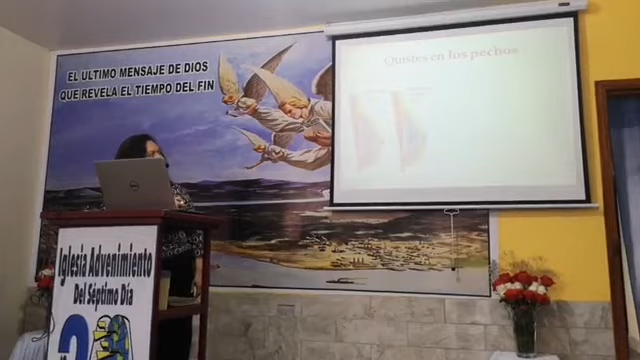 EL ULTIMO MENSAJE DE DIOS
QUE REVELA EL TIEMPO DEL FIN
Quistes en los pechos
DELL
Iglesia Advenimiento
Del Séptimo Día